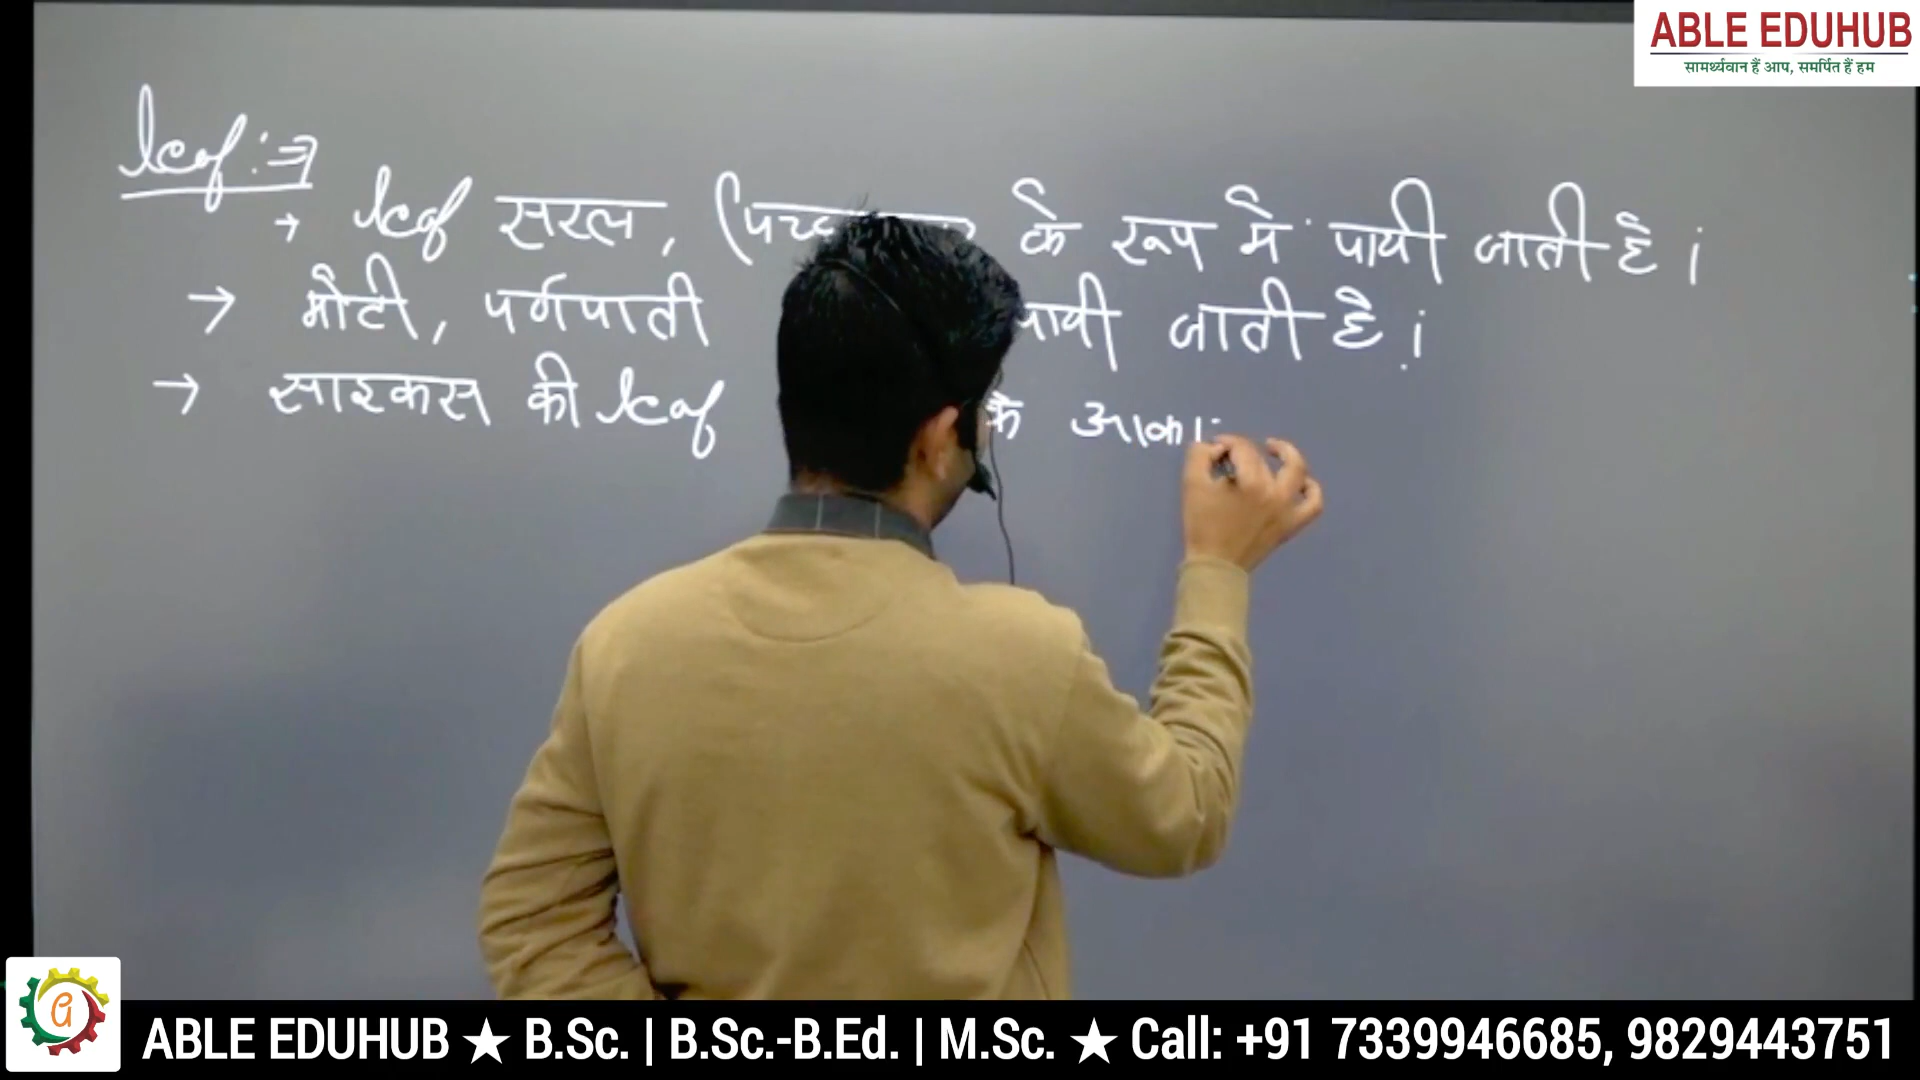 ABLE EDUHUB
सामर्थ्यवान हैं आप, समर्पित हैं हम
leaf :⇒
→ leaf सरल, के रूप मे पायी जाती है।
→ मोटी, पर्णपाती पायी जाती है।
→ साइकस की leaf के
ABLE EDUHUB ★ B.Sc. | B.Sc.-B.Ed. | M.Sc. ★ Call: +91 7339946685, 9829443751